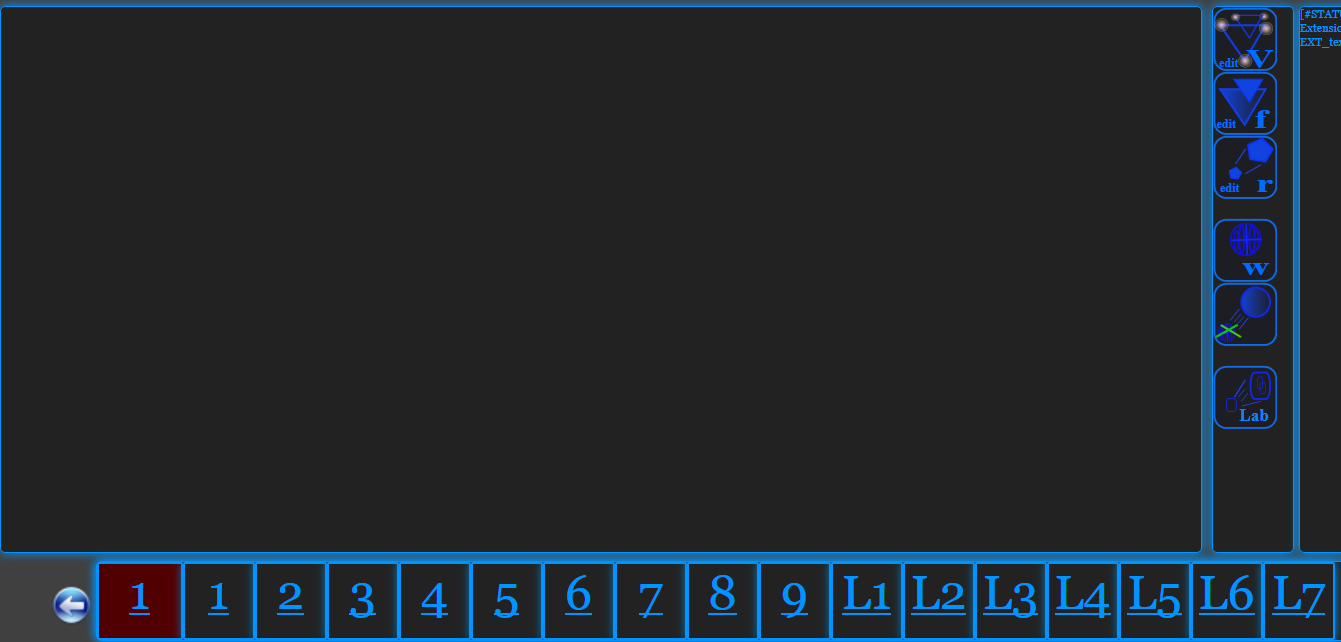 edit V
edit f
edit r
w
Lab
[#STAT
Extensio
EXT_tex
1 1 2 3 4 5 6 7 8 9 L1 L2 L3 L4 L5 L6 L7